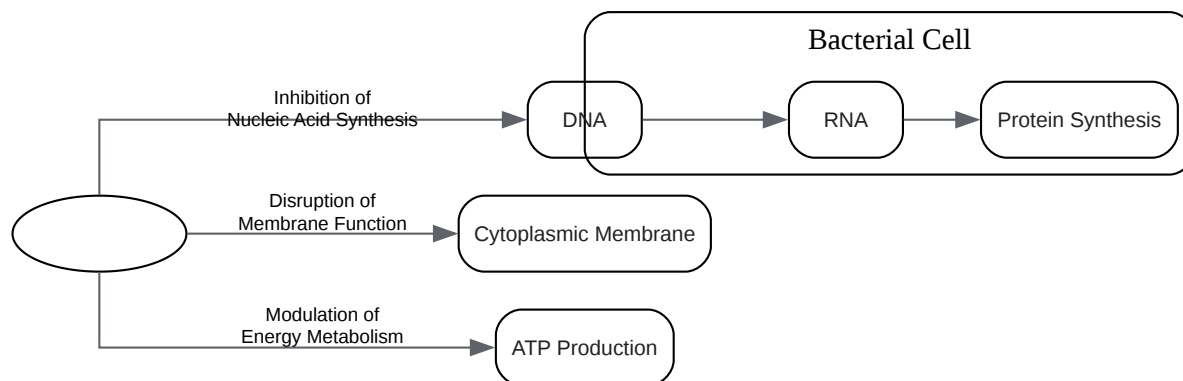 Bacterial Cell
Inhibition of
Nucleic Acid Synthesis
DNA
RNA
Protein Synthesis
Disruption of
Membrane Function
Cytoplasmic Membrane
Modulation of
Energy Metabolism
ATP Production